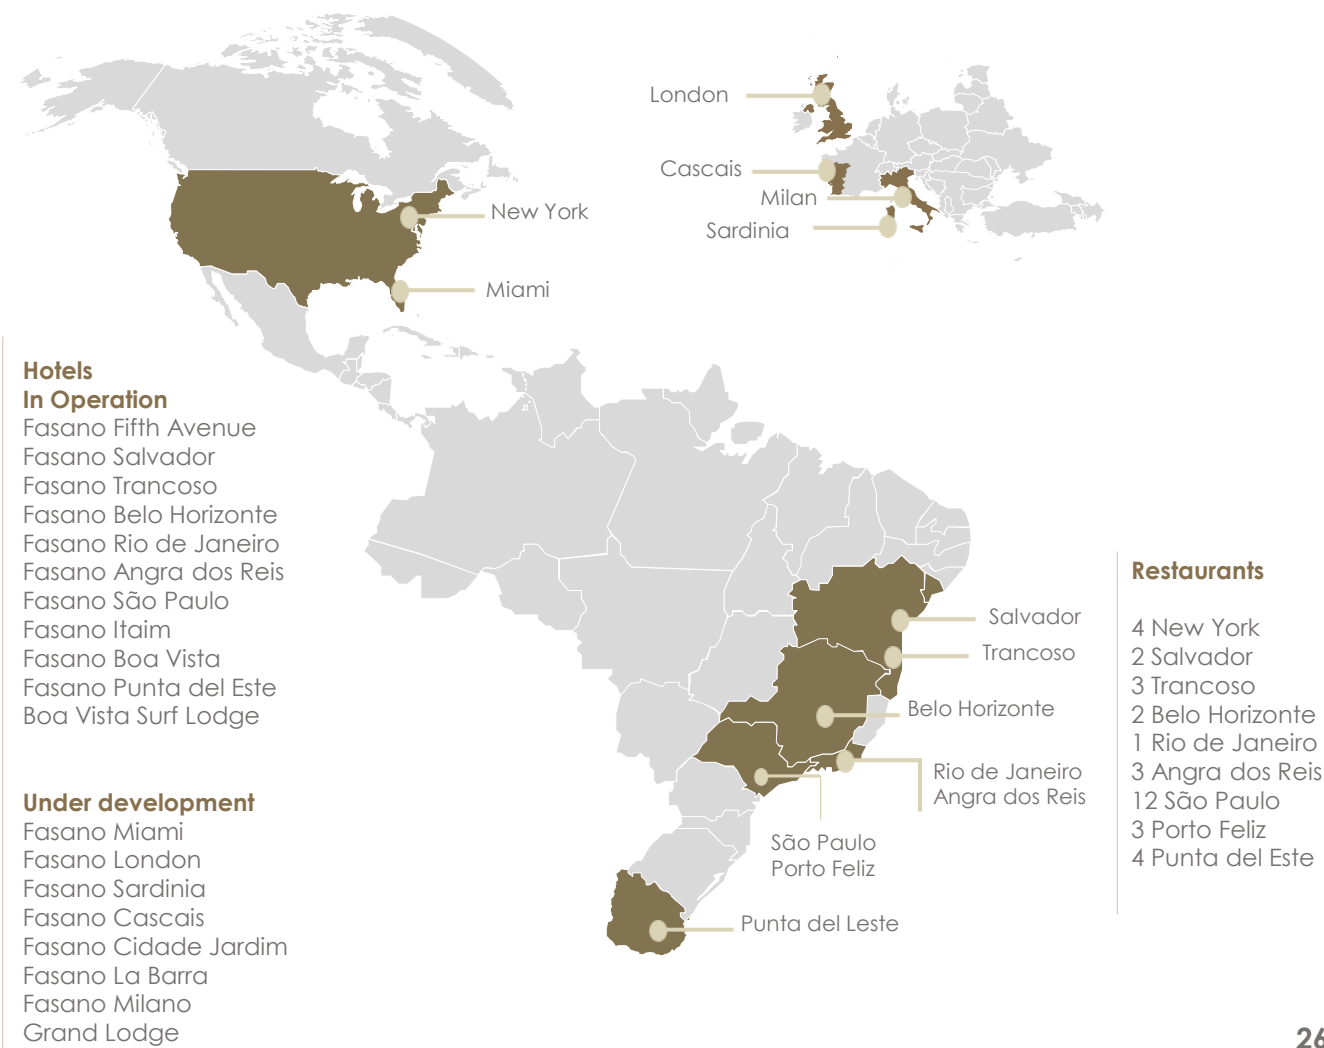 London
Cascais
Milan
Sardinia
New York
Miami
Hotels
In Operation
Fasano Fifth Avenue
Fasano Salvador
Fasano Trancoso
Fasano Belo Horizonte
Fasano Rio de Janeiro
Fasano Angra dos Reis
Fasano São Paulo
Fasano Itaim
Fasano Boa Vista
Fasano Punta del Este
Boa Vista Surf Lodge
Under development
Fasano Miami
Fasano London
Fasano Sardinia
Fasano Cascais
Fasano Cidade Jardim
Fasano La Barra
Fasano Milano
Grand Lodge
Salvador
Trancoso
Belo Horizonte
Rio de Janeiro
Angra dos Reis
São Paulo
Porto Feliz
Punta del Leste
Restaurants
4 New York
2 Salvador
3 Trancoso
2 Belo Horizonte
1 Rio de Janeiro
3 Angra dos Reis
12 São Paulo
3 Porto Feliz
4 Punta del Este
26